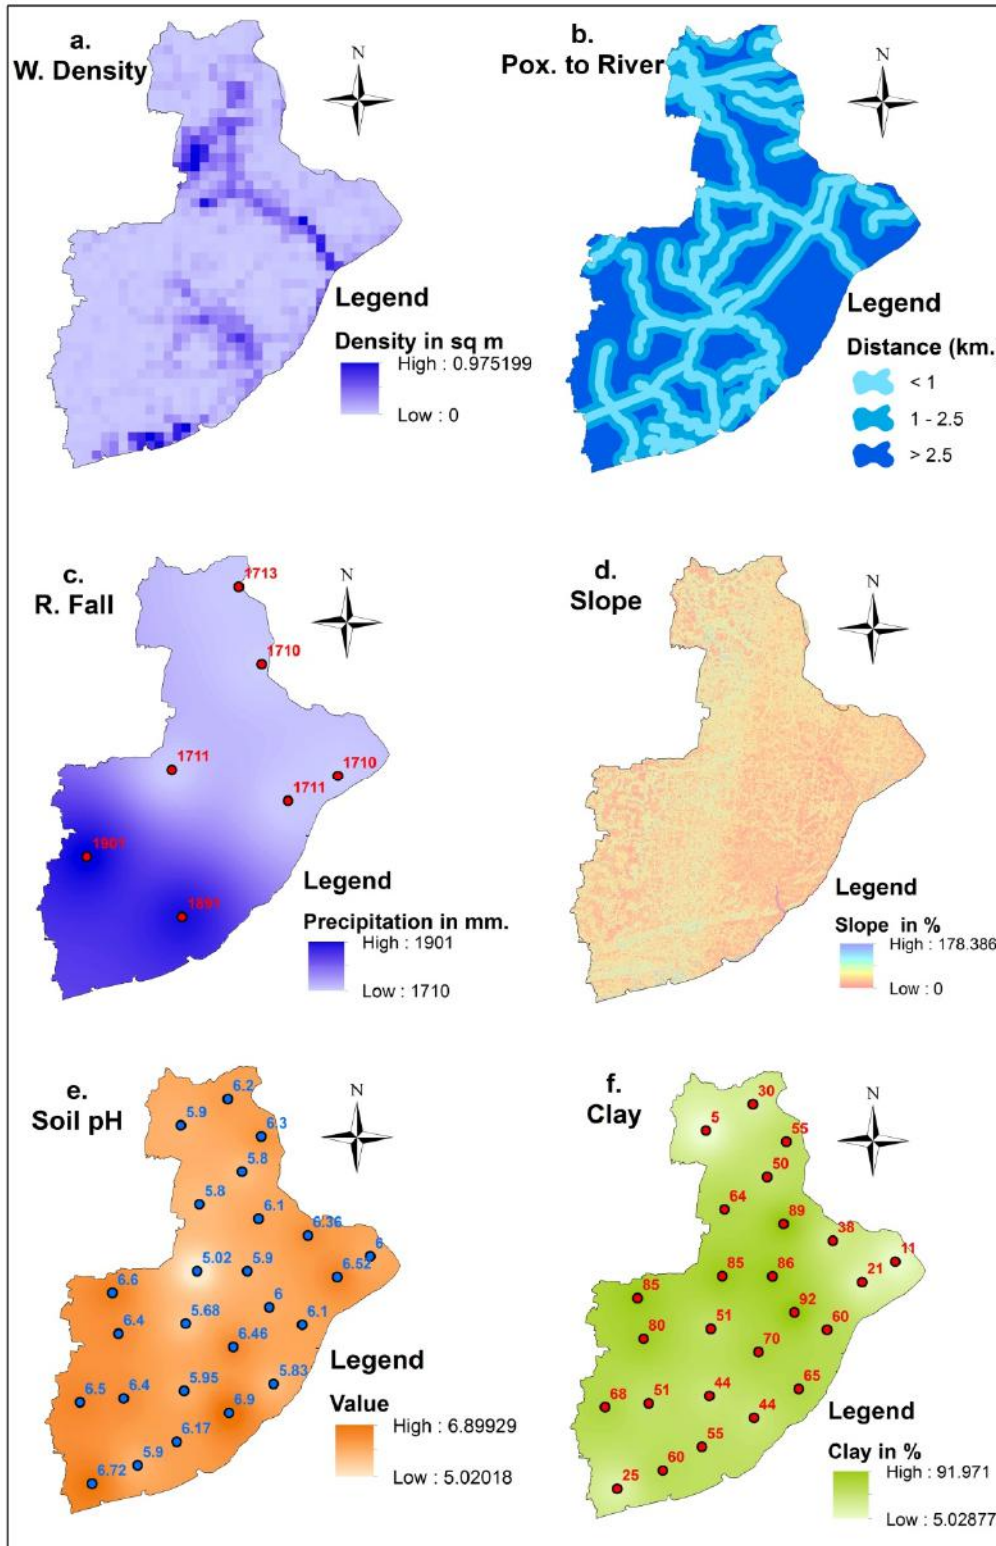 a.
W. Density
N
Legend
Density in sq m
High : 0.975199
Low : 0
b.
Pox. to River
N
Legend
Distance (km.
< 1
1 - 2.5
> 2.5
c.
R. Fall
N
1713
1710
1711
1710
1711
1901
1891
Legend
Precipitation in mm.
High : 1901
Low : 1710
d.
Slope
N
Legend
Slope in %
High : 178.386
Low : 0
e.
Soil pH
N
6.2
5.9
6.3
5.8
5.8
6.1
6.36
6
5.02
5.9
6.52
6.6
6
5.68
6.1
6.4
6.46
5.83
5.95
6.4
6.5
6.9
6.17
5.9
6.72
Legend
Value
High : 6.89929
Low : 5.02018
f.
Clay
N
30
5
55
50
64
89
38
11
85
86
21
85
92
51
60
80
70
65
44
51
68
44
55
60
25
Legend
Clay in %
High : 91.971
Low : 5.02877